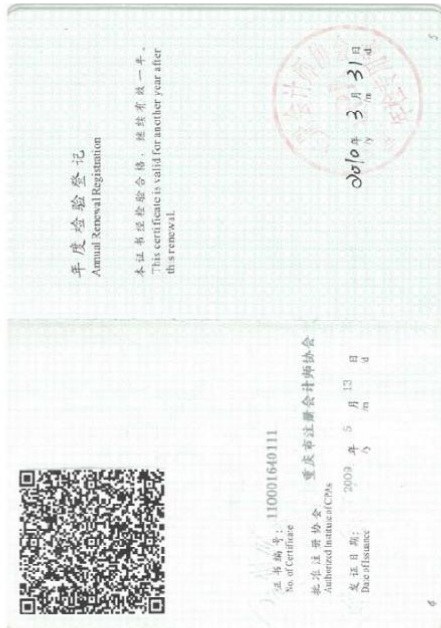 年度检验登记
Annual Renewal Registration
本证书经检验合格，继续有效一年。
This certificate is valid for another year after
this renewal.
2010 年 3 月 31 日
/y /m /d
5
证书编号： 110001640111
No. of Certificate
批准注册协会 重庆市注册会计师协会
Authorized Institute of CPAs
发证日期： 2009 年 5 月 13 日
Date of Issuance /y /m /d
6